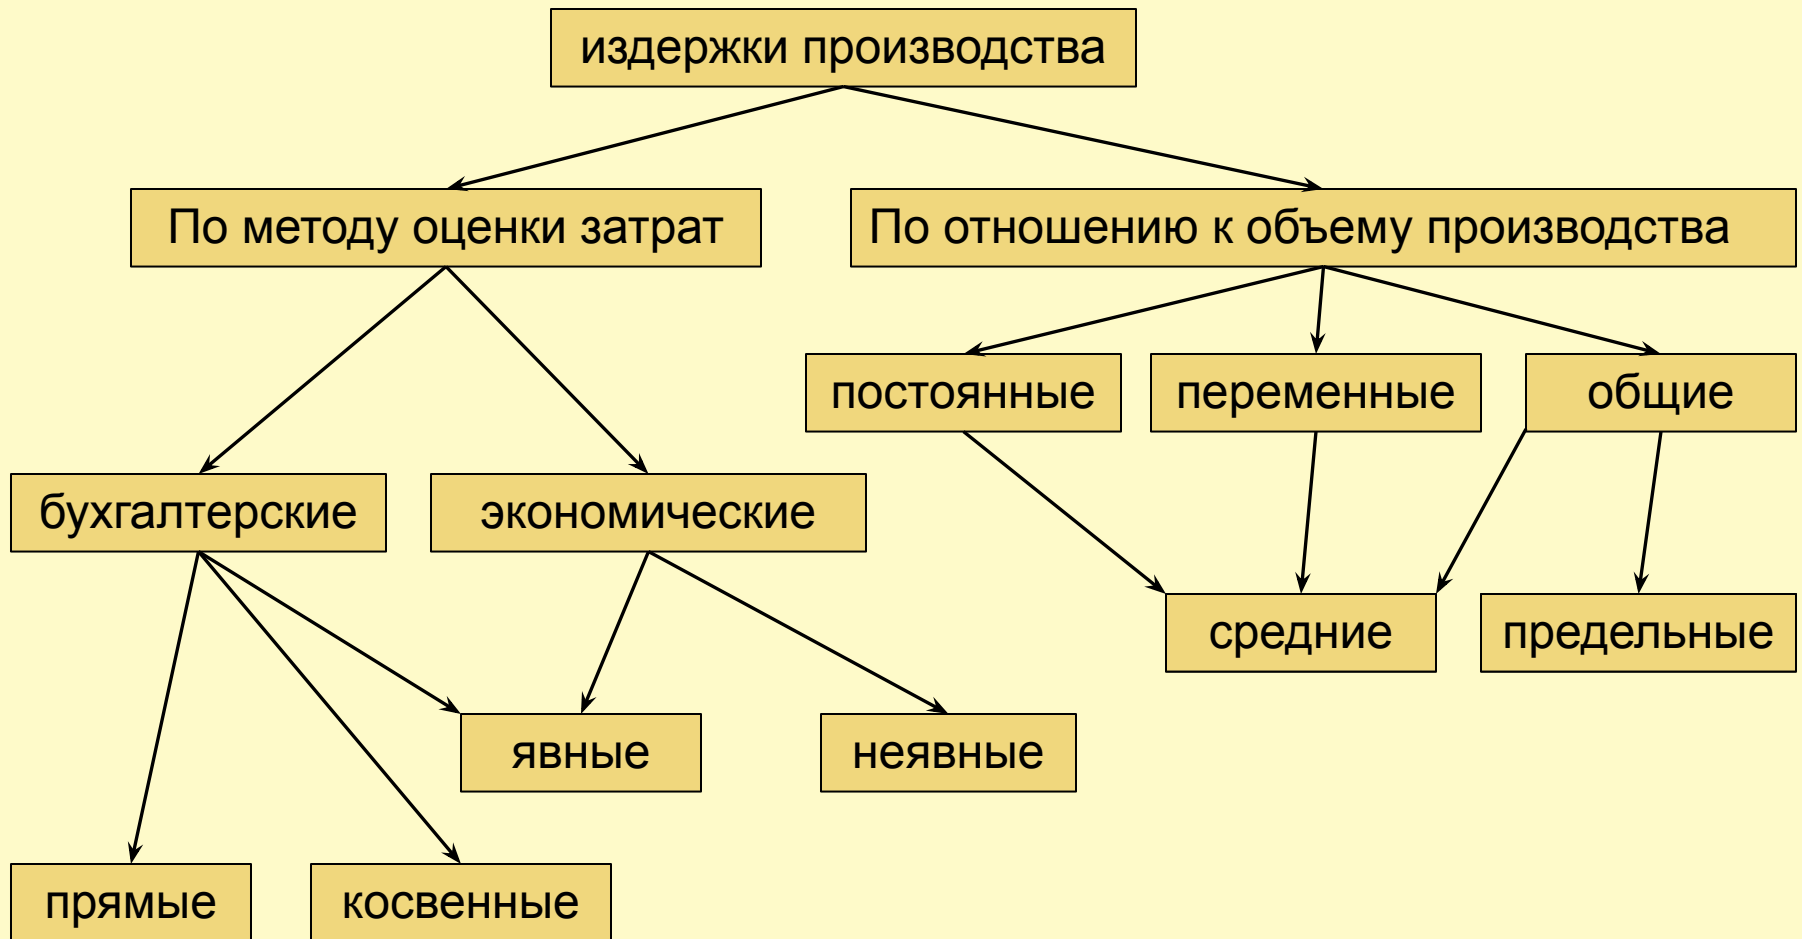 издержки производства
По методу оценки затрат
По отношению к объему производства
постоянные
переменные
общие
бухгалтерские
экономические
средние
предельные
явные
неявные
прямые
косвенные